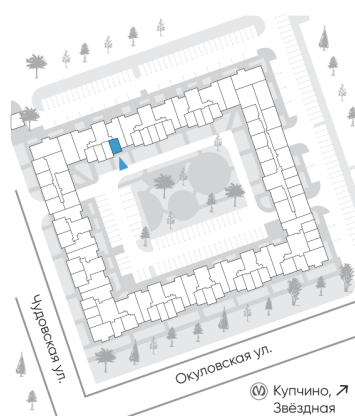 Чудовская ул.
Окуловская ул.
Ⓜ Купчино, ↗
Звёздная